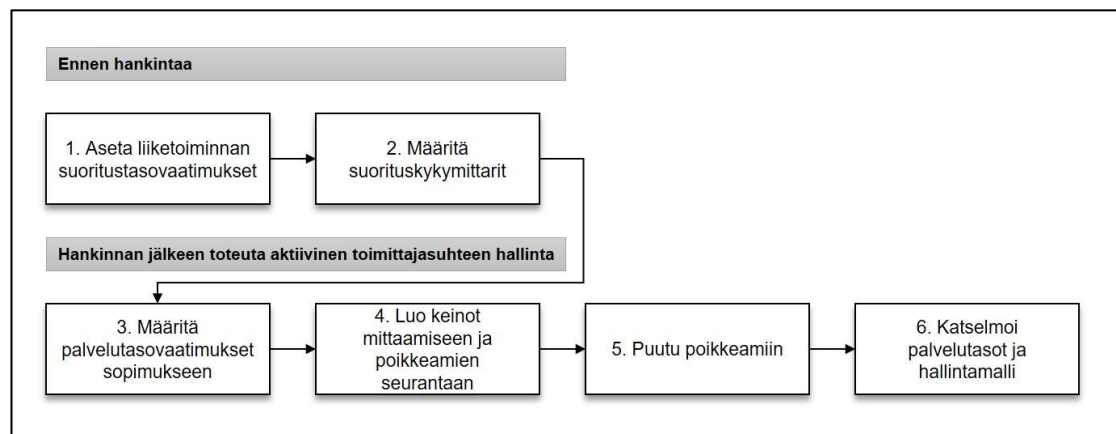 Ennen hankintaa
1. Aseta liiketoiminnan
suoritustasovaatimukset
2. Määritä
suorituskykymittarit
Hankinnan jälkeen toteuta aktiivinen toimittajasuhteen hallinta
3. Määritä
palvelutasovaatimukset
sopimukseen
4. Luo keinot
mittaamiseen ja
poikkeamien
seurantaan
5. Puutu poikkeamiin
6. Katselmoi
palvelutasot ja
hallintamalli